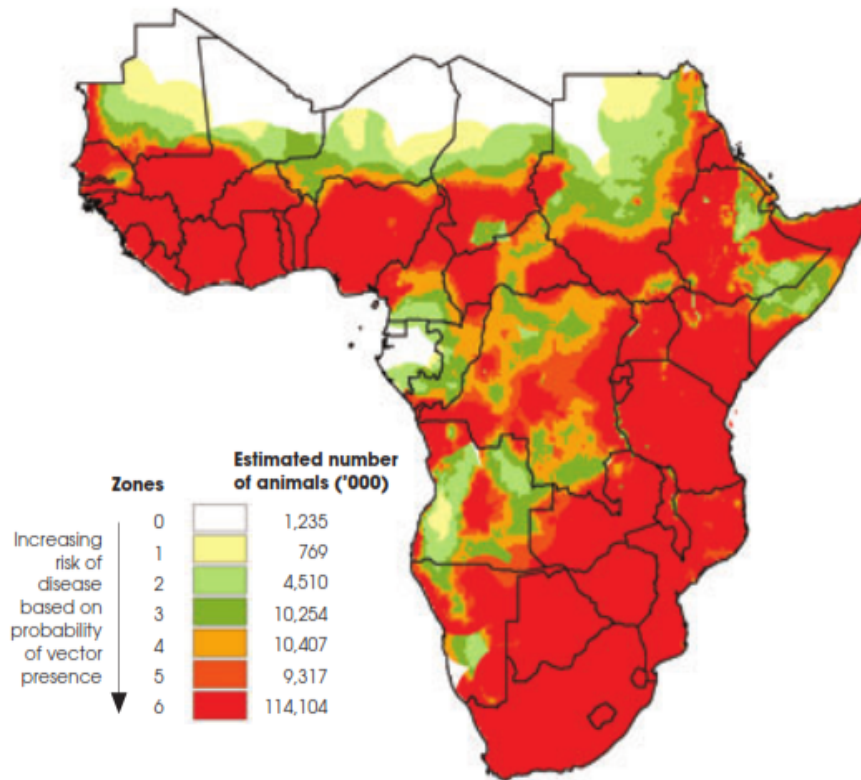 Zones
Estimated number
of animals ('000)
Increasing
risk of
disease
based on
probability
of vector
presence
0 1,235
1 769
2 4,510
3 10,254
4 10,407
5 9,317
6 114,104